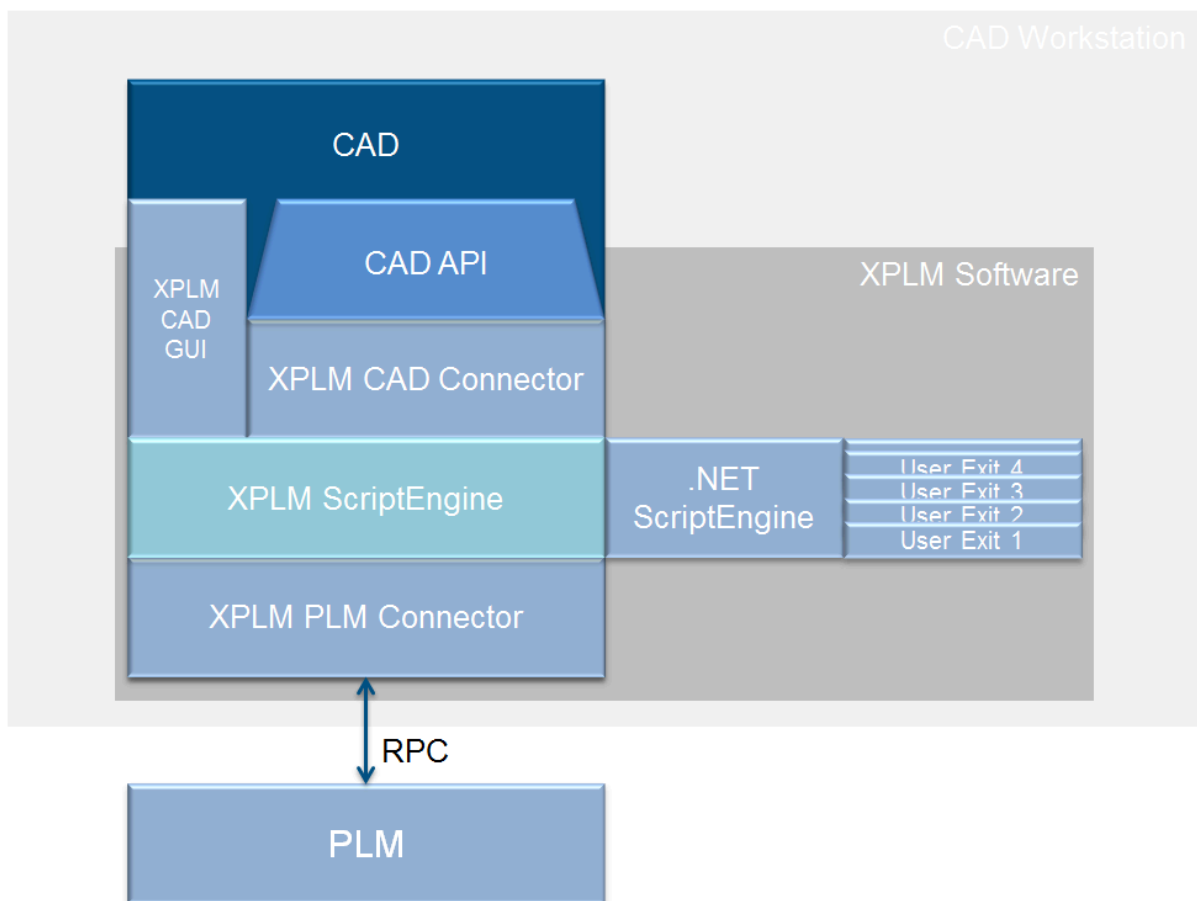 CAD Workstation
CAD
CAD API
XPLM Software
XPLM
CAD
GUI
XPLM CAD Connector
XPLM ScriptEngine
.NET
ScriptEngine
User Exit 4
User Exit 3
User Exit 2
User Exit 1
XPLM PLM Connector
RPC
PLM